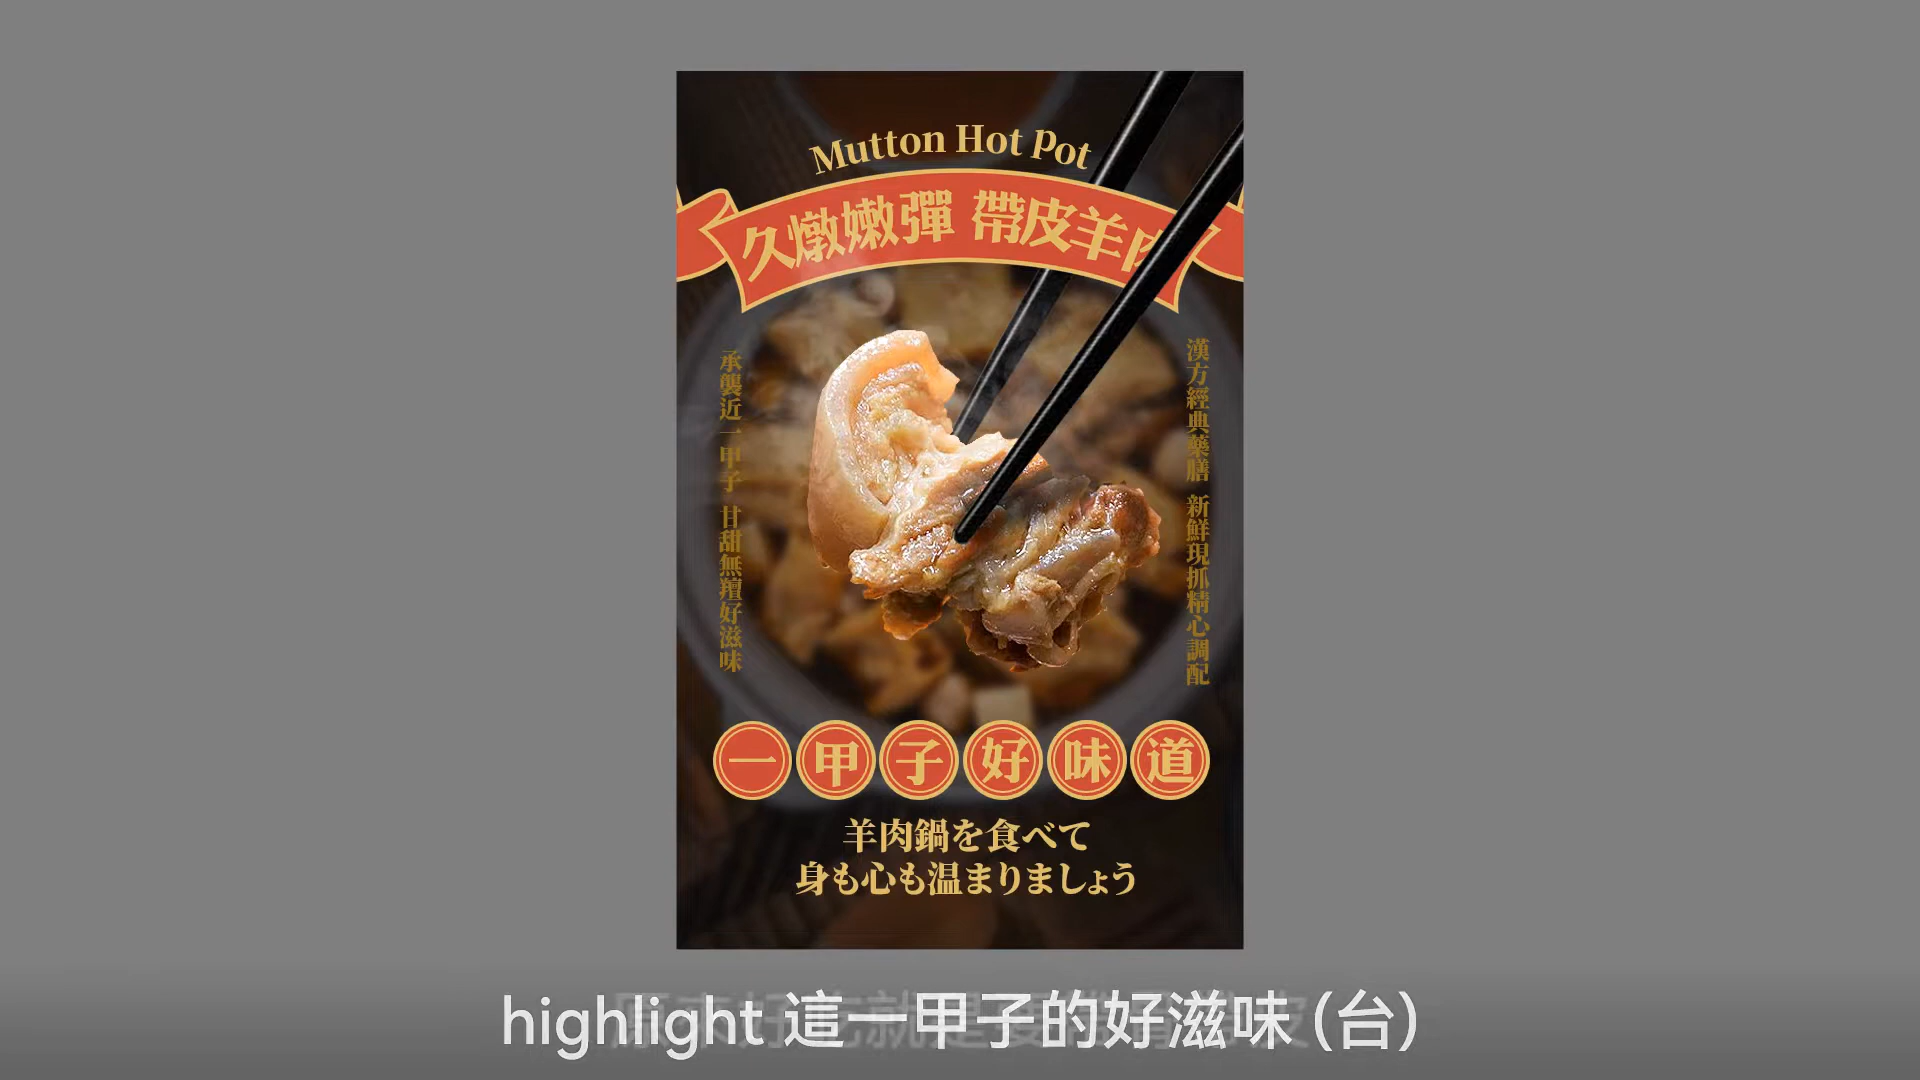 Mutton Hot Pot
久燉嫩彈 帶皮羊肉
漢方經典藥膳 新鮮現抓精心調配
承襲近一甲子 甘甜無羶好滋味
一甲子好味道
羊肉鍋を食べて
身も心も温まりましょう
highlight 這一甲子的好滋味 (台)